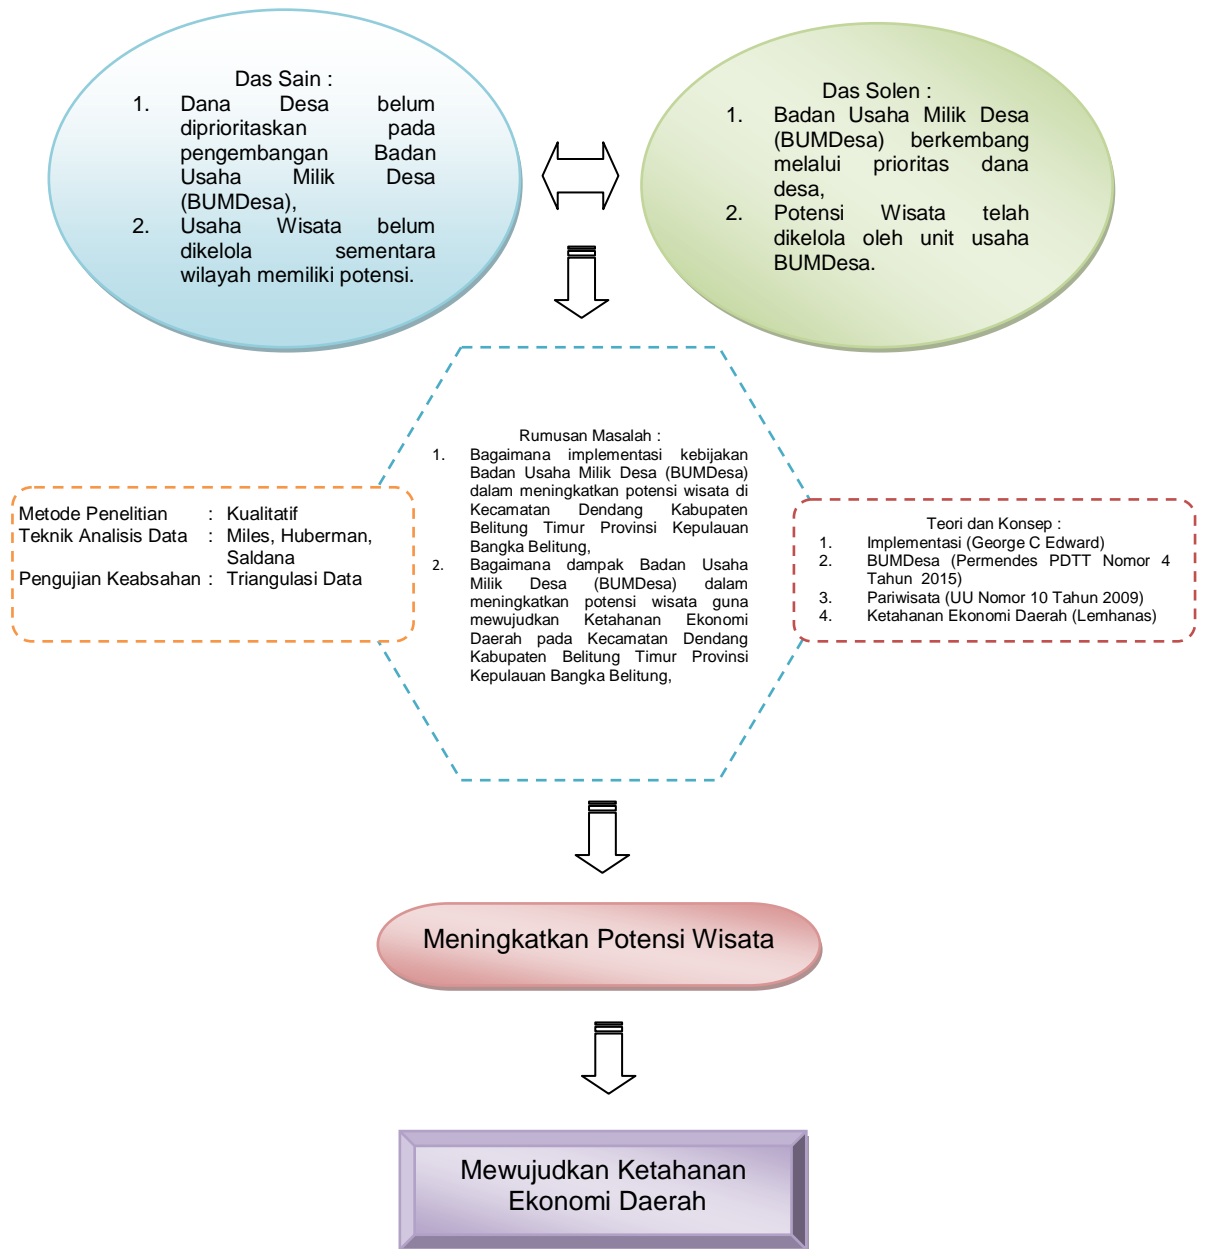 Das Sain :
1. Dana Desa belum
diprioritaskan pada
pengembangan Badan
Usaha Milik Desa
(BUMDesa),
2. Usaha Wisata belum
dikelola sementara
wilayah memiliki potensi.
Das Solen :
1. Badan Usaha Milik Desa
(BUMDesa) berkembang
melalui prioritas dana
desa,
2. Potensi Wisata telah
dikelola oleh unit usaha
BUMDesa.
Rumusan Masalah :
1. Bagaimana implementasi kebijakan
Badan Usaha Milik Desa (BUMDesa)
dalam meningkatkan potensi wisata di
Kecamatan Dendang Kabupaten
Belitung Timur Provinsi Kepulauan
Bangka Belitung,
2. Bagaimana dampak Badan Usaha
Milik Desa (BUMDesa) dalam
meningkatkan potensi wisata guna
mewujudkan Ketahanan Ekonomi
Daerah pada Kecamatan Dendang
Kabupaten Belitung Timur Provinsi
Kepulauan Bangka Belitung,
Metode Penelitian : Kualitatif
Teknik Analisis Data : Miles, Huberman,
Saldana
Pengujian Keabsahan : Triangulasi Data
Teori dan Konsep :
1. Implementasi (George C Edward)
2. BUMDesa (Permendes PDTT Nomor 4
Tahun 2015)
3. Pariwisata (UU Nomor 10 Tahun 2009)
4. Ketahanan Ekonomi Daerah (Lemhanas)
Meningkatkan Potensi Wisata
Mewujudkan Ketahanan
Ekonomi Daerah